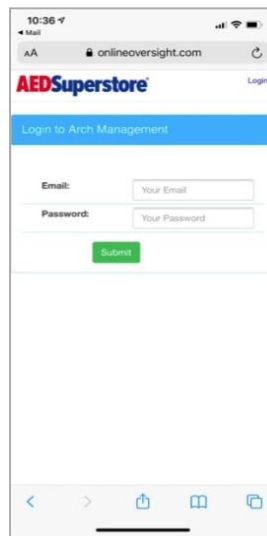 10:36
◀ Mail
AA onlineoversight.com
AEDSuperstore®
Login
Login to Arch Management
Email: Your Email
Password: Your Password
Submit